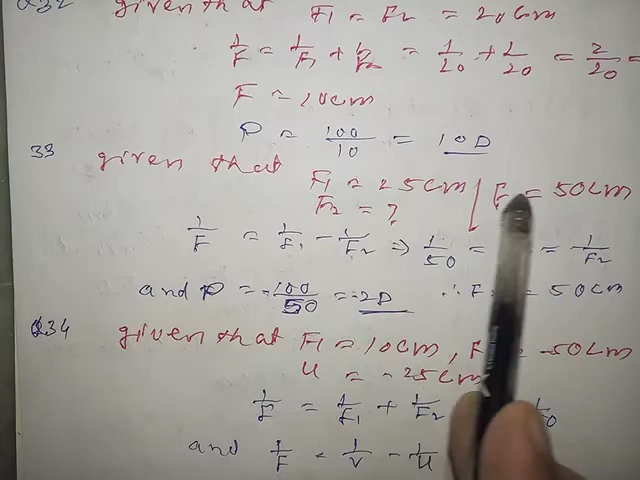 Q32 given that F1 = F2 = 20cm
1/F = 1/F1 + 1/F2 = 1/20 + 1/20 = 2/20 =
F = 10cm
P = 100/10 = 10D
33 given that
F1 = 25cm / F = 50cm
F2 = ?
1/F = 1/F1 - 1/F2 => 1/50 = = 1/F2
and P = -100/50 = -2D ∴ F = 50cm
Q34 given that F1 = 10cm, F = -50cm
u = -25cm
1/F = 1/F1 + 1/F2
and 1/F = 1/V - 1/u